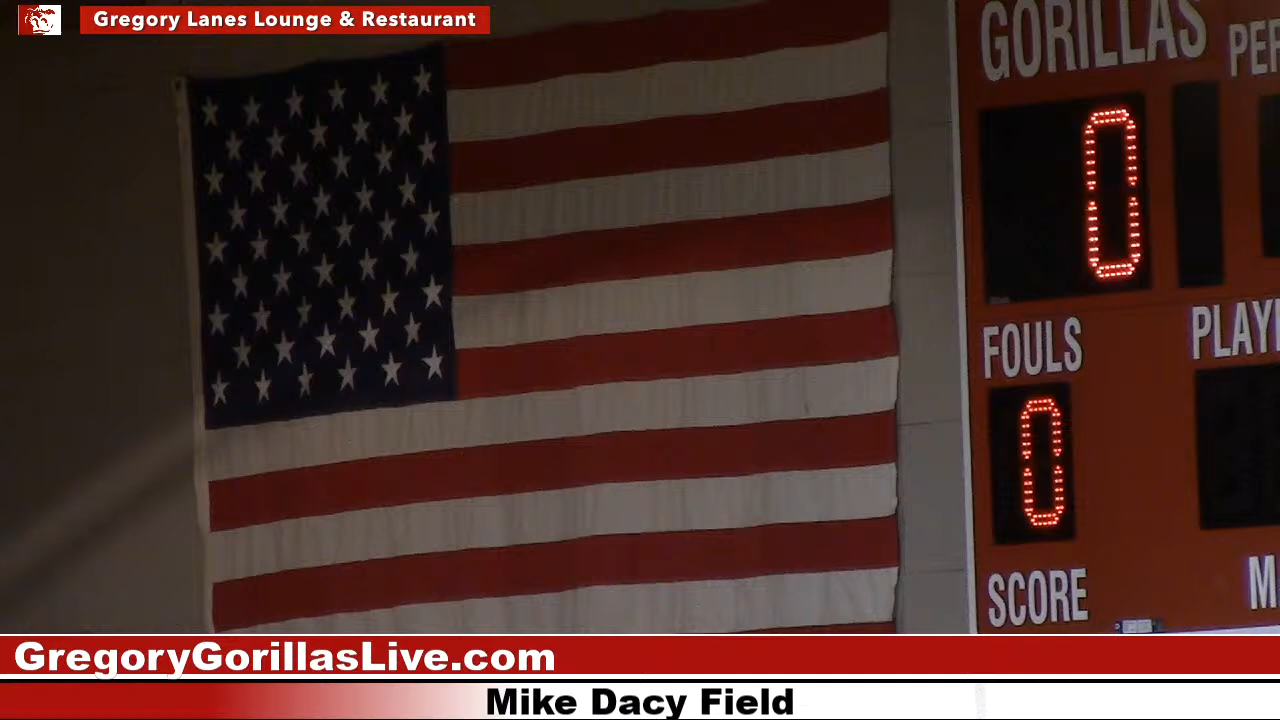 Gregory Lanes Lounge & Restaurant
GORILLAS
0
FOULS
0
SCORE
GregoryGorillasLive.com
Mike Dacy Field